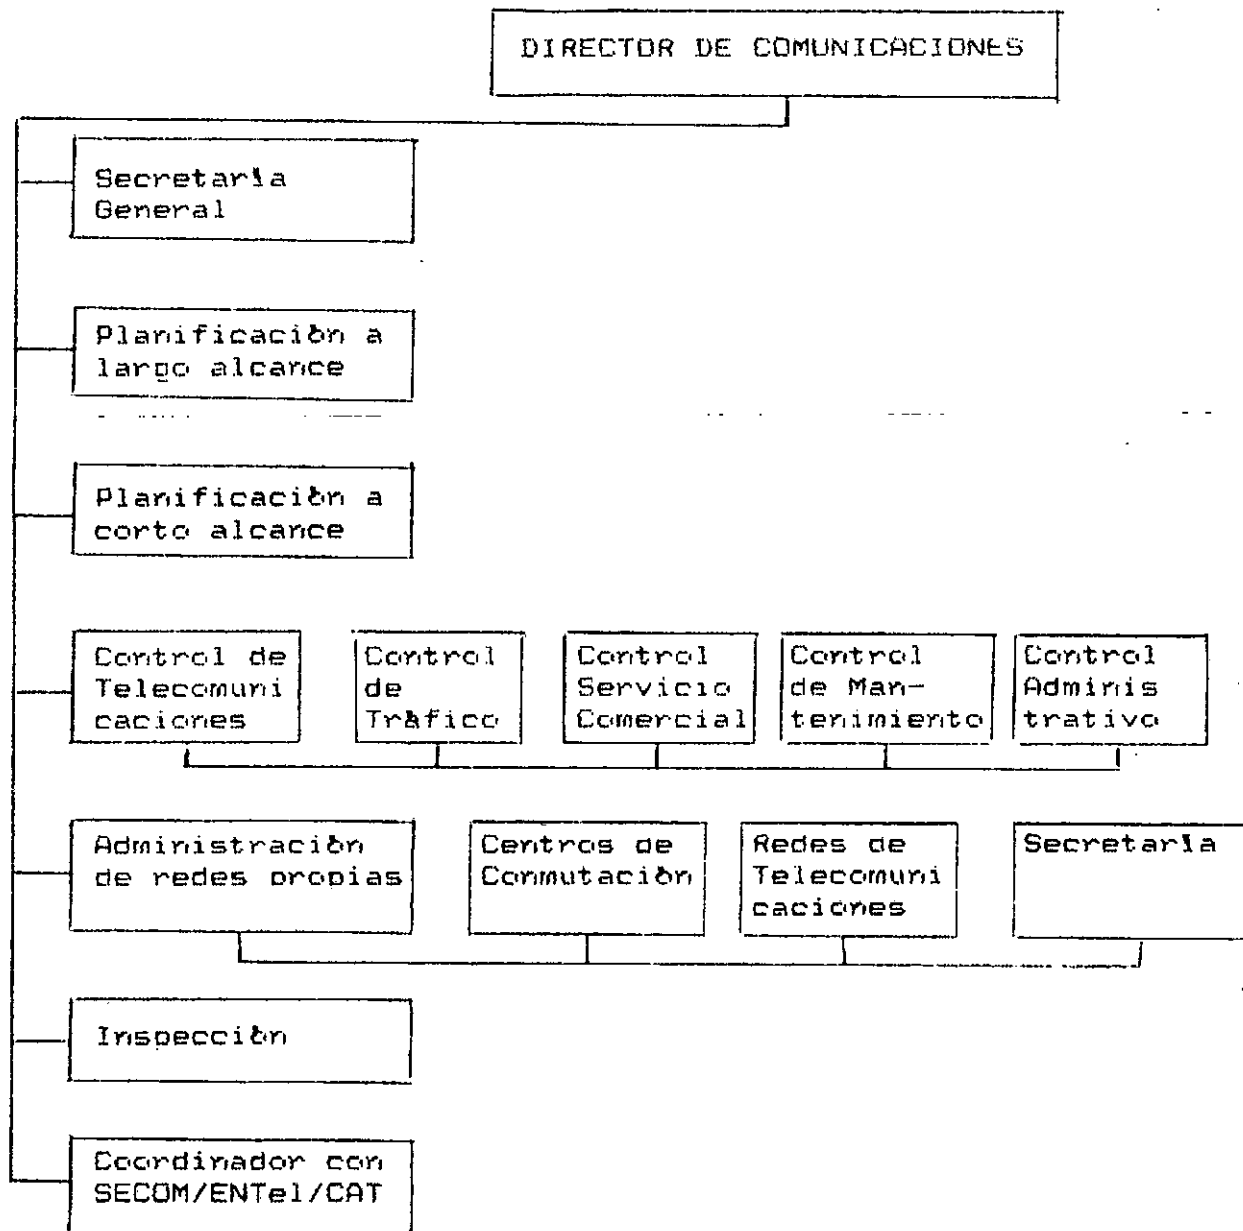 DIRECTOR DE COMUNICACIONES
Secretaría
General
Planificación a
largo alcance
Planificación a
corto alcance
Control de
Telecomuni
caciones
Control
de
Tráfico
Control
Servicio
Comercial
Control
de Man-
tenimiento
Control
Adminis
trativo
Administración
de redes propias
Centros de
Conmutación
Redes de
Telecomuni
caciones
Secretaría
Inspección
Coordinador con
SECOM/ENTel/CAT